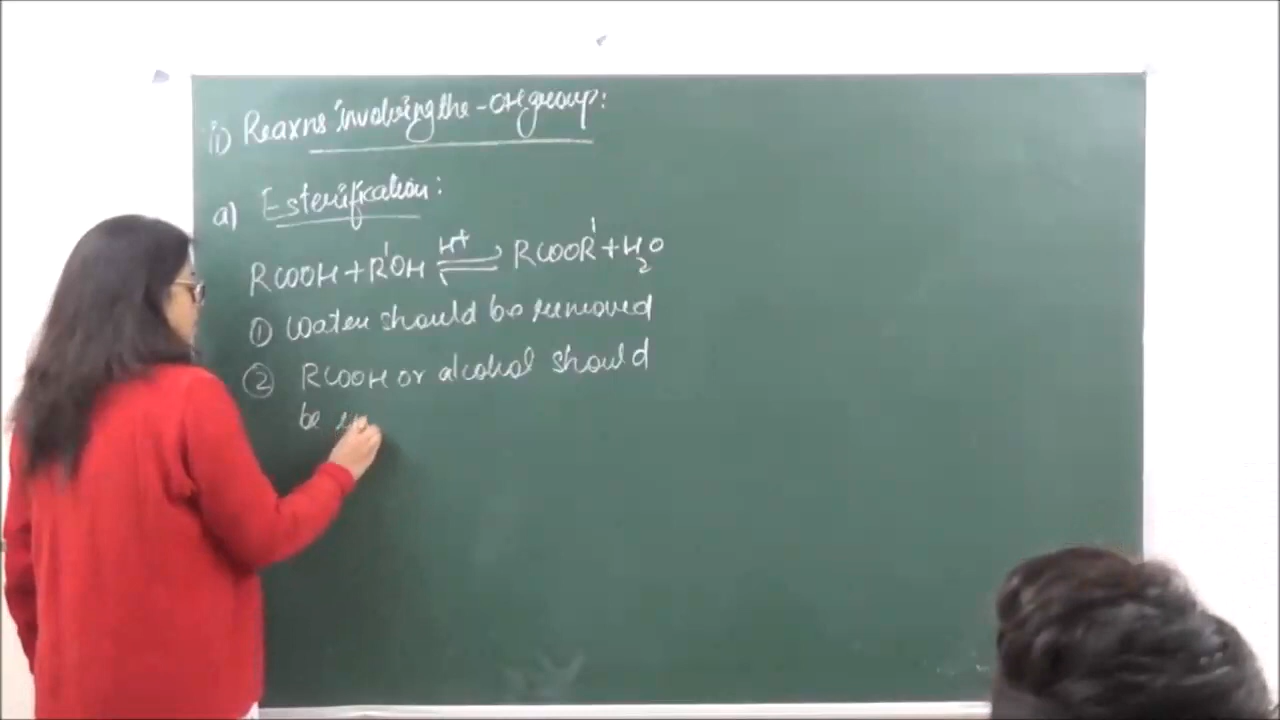 ii) Reaxns involving the -OH group:
a) Esterification:
RCOOH + R'OH ⇌ RCOOR' + H2O
H+
① Water should be removed
② RCOOH or alcohol should
be